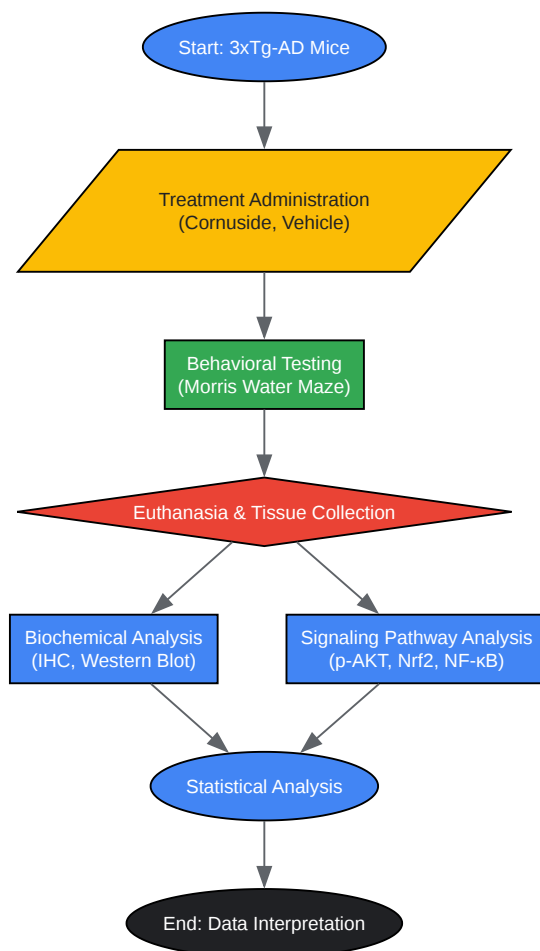 Start: 3xTg-AD Mice
Treatment Administration
(Cornuside, Vehicle)
Behavioral Testing
(Morris Water Maze)
Euthanasia & Tissue Collection
Biochemical Analysis
(IHC, Western Blot)
Signaling Pathway Analysis
(p-AKT, Nrf2, NF-κB)
Statistical Analysis
End: Data Interpretation